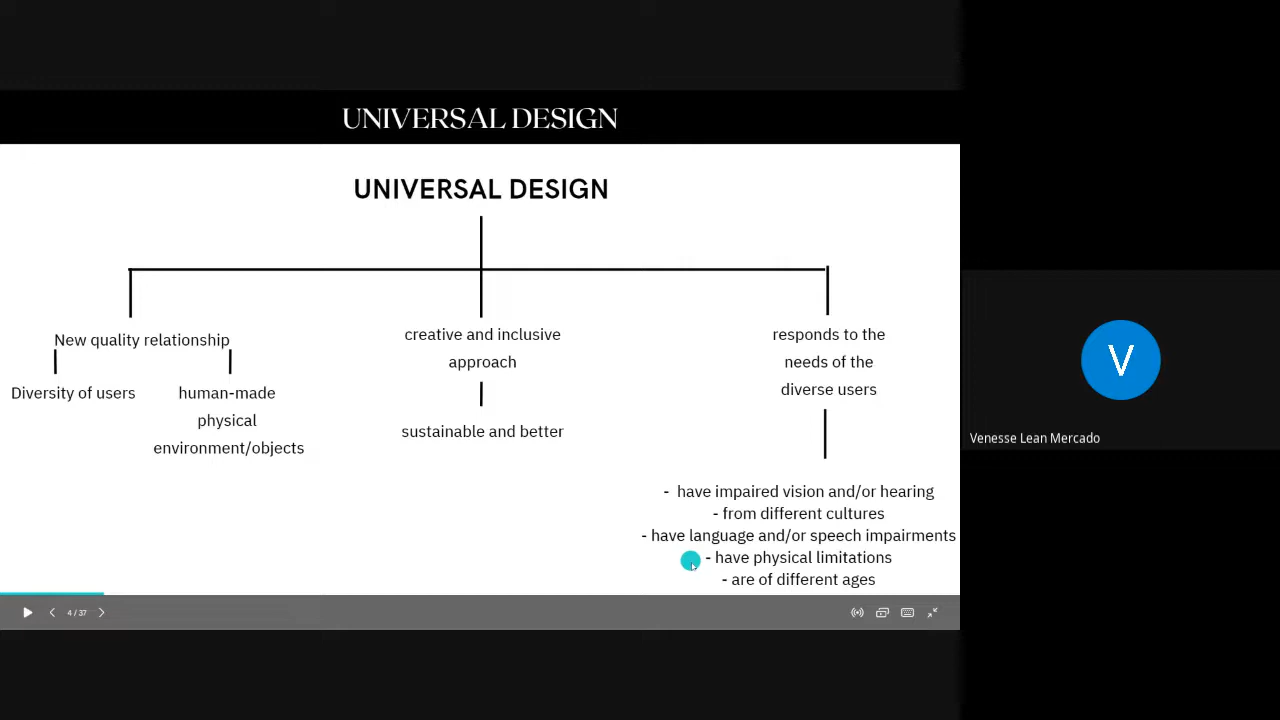 UNIVERSAL DESIGN
UNIVERSAL DESIGN
New quality relationship
Diversity of users
human-made
physical
environment/objects
creative and inclusive
approach
sustainable and better
responds to the
needs of the
diverse users
- have impaired vision and/or hearing
- from different cultures
- have language and/or speech impairments
- have physical limitations
- are of different ages
4 / 37
V
Venesse Lean Mercado